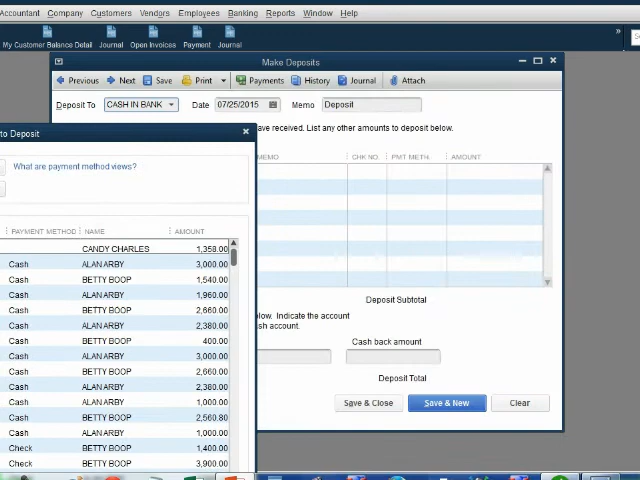 Accountant Company Customers Vendors Employees Banking Reports Window Help
My Customer Balance Detail Journal Open Invoices Payment Journal
Make Deposits
Previous Next Save Print Payments History Journal Attach
Deposit To CASH IN BANK Date 07/25/2015 Memo Deposit
to Deposit
ave received. List any other amounts to deposit below.
What are payment method views?
MEMO CHK NO. PMT METH. AMOUNT
PAYMENT METHOD NAME AMOUNT
CANDY CHARLES 1,358.00
Cash ALAN ARBY 3,000.00
Cash BETTY BOOP 1,540.00
Cash ALAN ARBY 1,960.00
Cash BETTY BOOP 2,660.00
Cash ALAN ARBY 2,380.00
Cash BETTY BOOP 400.00
Cash ALAN ARBY 3,000.00
Cash BETTY BOOP 2,660.00
Cash ALAN ARBY 2,380.00
Cash ALAN ARBY 1,000.00
Cash BETTY BOOP 2,560.80
Cash ALAN ARBY 1,000.00
Check BETTY BOOP 1,400.00
Check BETTY BOOP 3,900.00
Deposit Subtotal
elow. Indicate the account
ash account.
Cash back amount
Deposit Total
Save & Close Save & New Clear